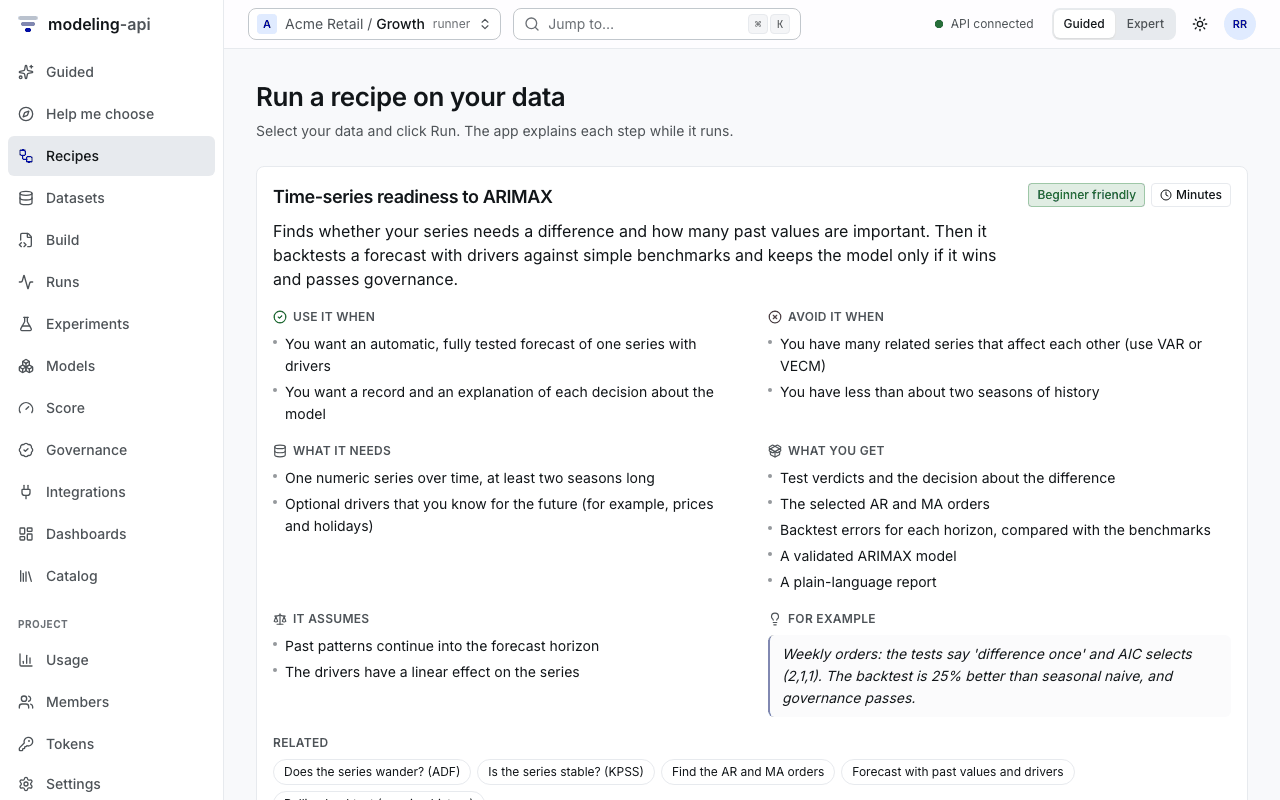 modeling-api
A Acme Retail / Growth runner
Jump to...
⌘ K
API connected
Guided Expert
RR
Guided
Help me choose
Recipes
Datasets
Build
Runs
Experiments
Models
Score
Governance
Integrations
Dashboards
Catalog
PROJECT
Usage
Members
Tokens
Settings
Run a recipe on your data
Select your data and click Run. The app explains each step while it runs.
Time-series readiness to ARIMAX
Beginner friendly
Minutes
Finds whether your series needs a difference and how many past values are important. Then it
backtests a forecast with drivers against simple benchmarks and keeps the model only if it wins
and passes governance.
USE IT WHEN
You want an automatic, fully tested forecast of one series with
drivers
You want a record and an explanation of each decision about the
model
AVOID IT WHEN
You have many related series that affect each other (use VAR or
VECM)
You have less than about two seasons of history
WHAT IT NEEDS
One numeric series over time, at least two seasons long
Optional drivers that you know for the future (for example, prices
and holidays)
WHAT YOU GET
Test verdicts and the decision about the difference
The selected AR and MA orders
Backtest errors for each horizon, compared with the benchmarks
A validated ARIMAX model
A plain-language report
IT ASSUMES
Past patterns continue into the forecast horizon
The drivers have a linear effect on the series
FOR EXAMPLE
Weekly orders: the tests say 'difference once' and AIC selects
(2,1,1). The backtest is 25% better than seasonal naive, and
governance passes.
RELATED
Does the series wander? (ADF)
Is the series stable? (KPSS)
Find the AR and MA orders
Forecast with past values and drivers